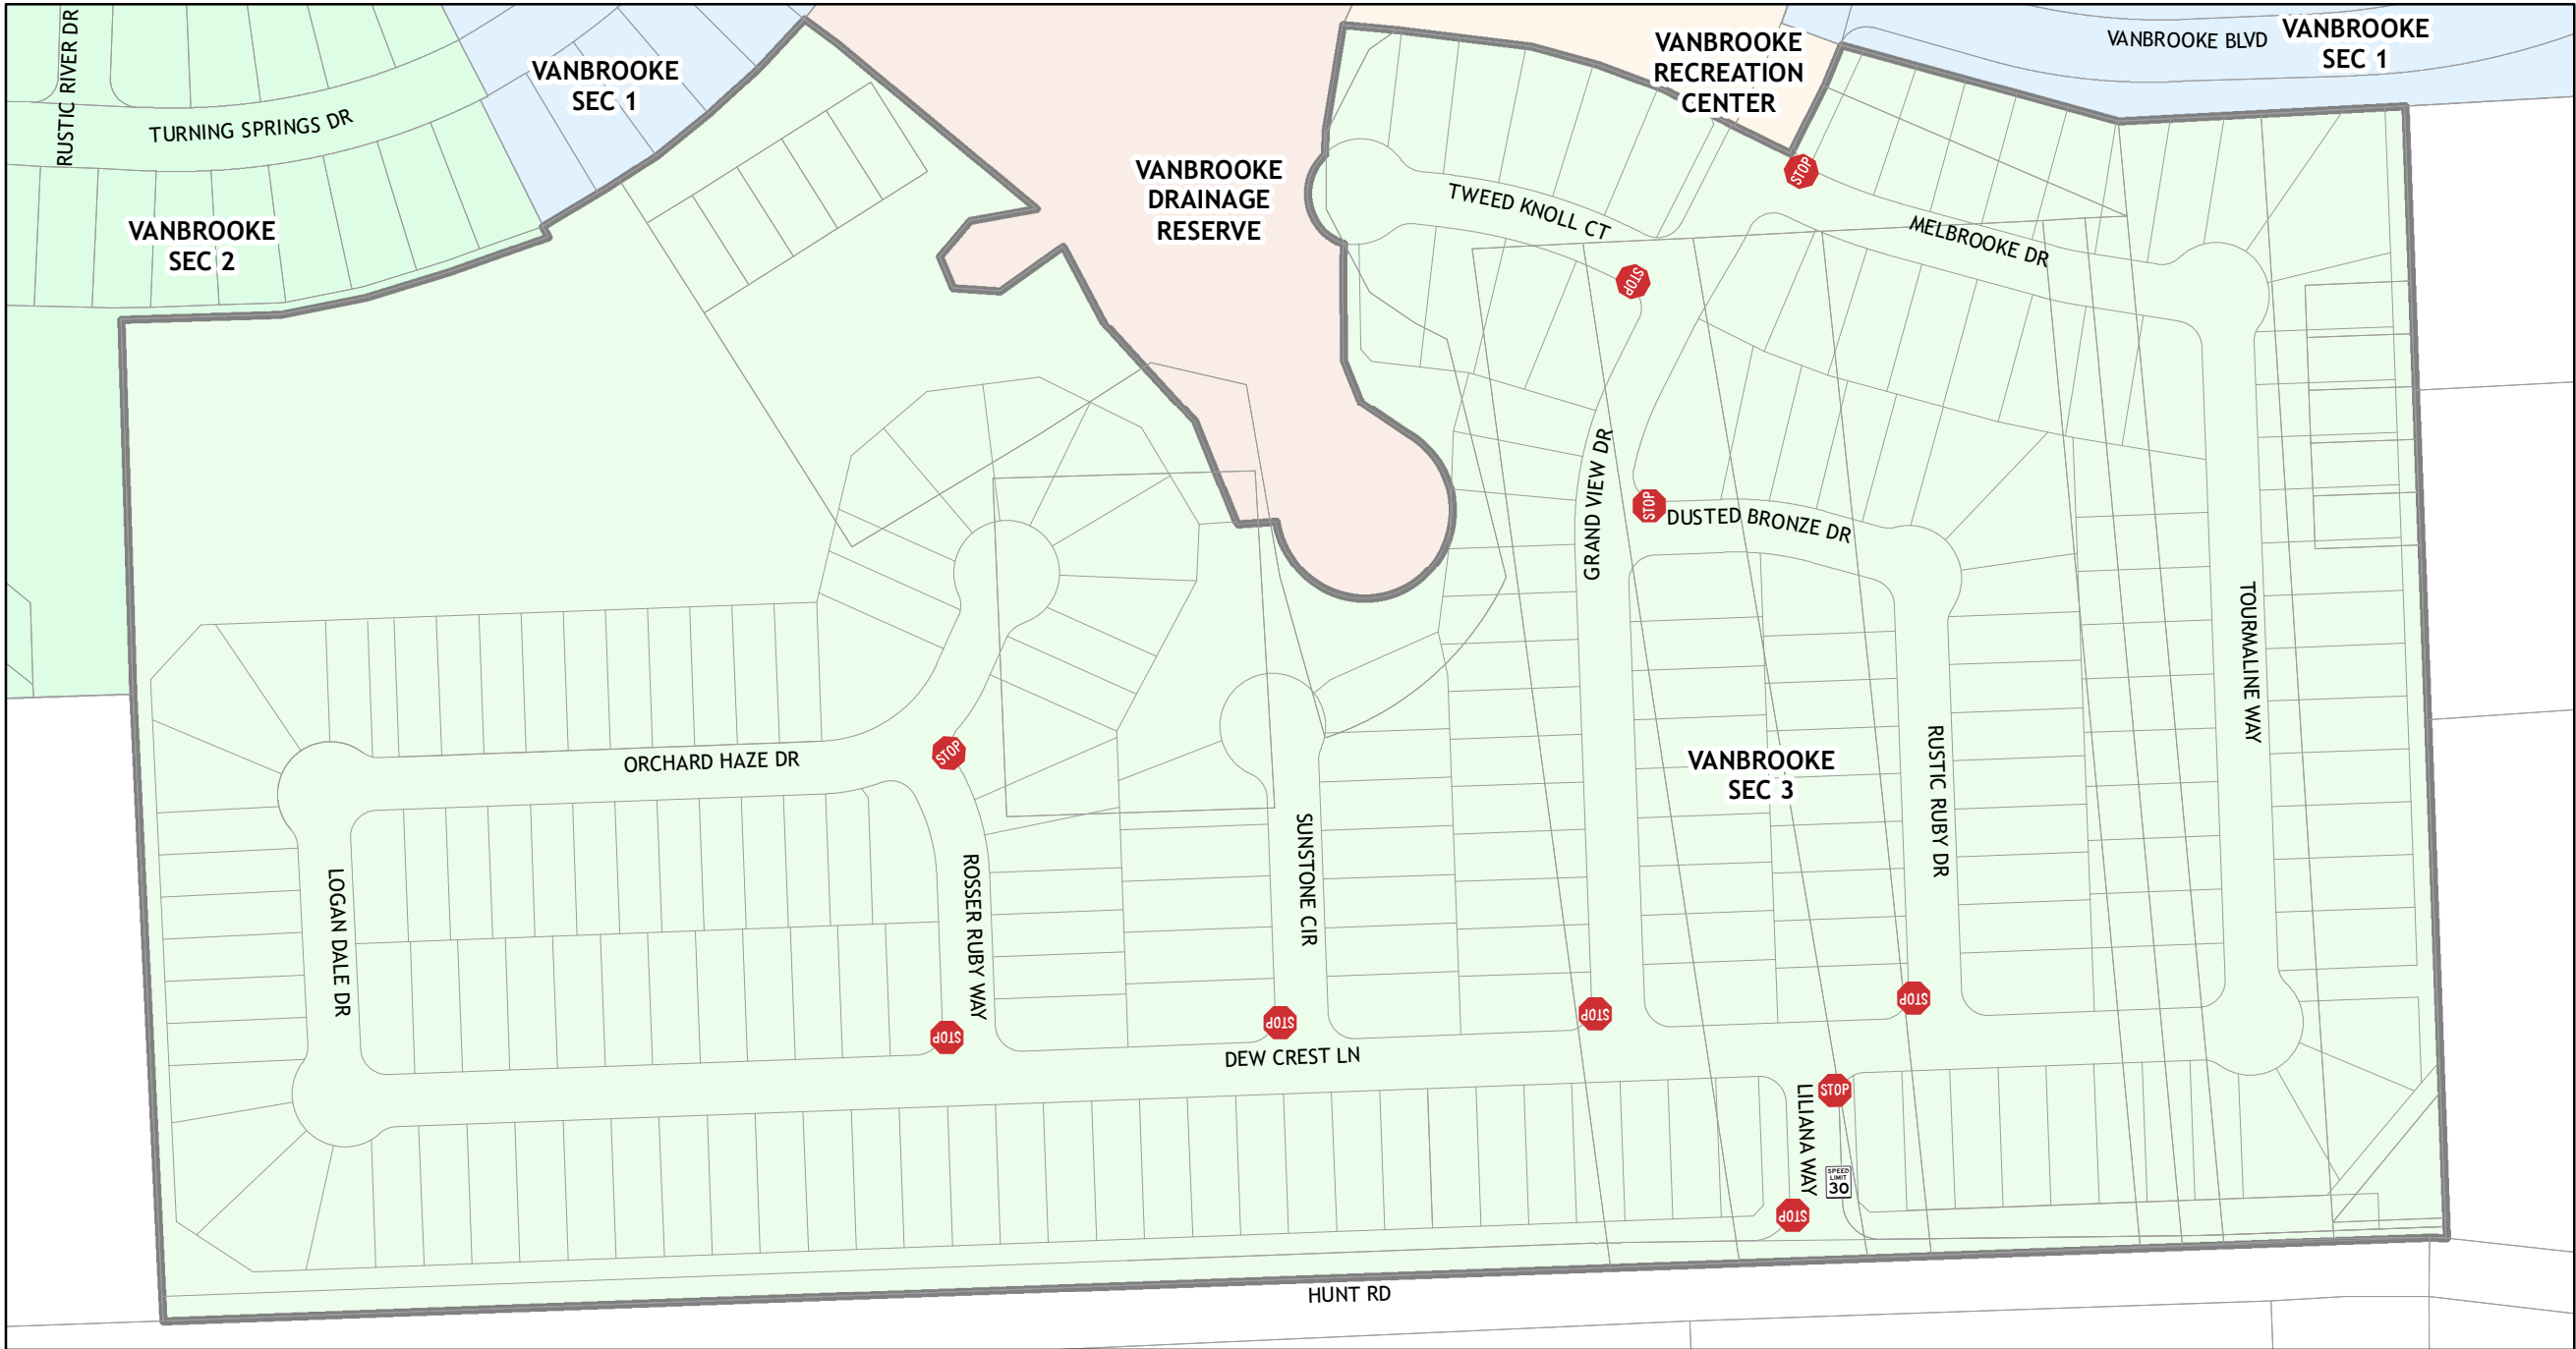 RUSTIC RIVER DR
TURNING SPRINGS DR
VANBROOKE
SEC 1
VANBROOKE
SEC 2
VANBROOKE
DRAINAGE
RESERVE
VANBROOKE
RECREATION
CENTER
VANBROOKE BLVD
VANBROOKE
SEC 1
STOP
TWEED KNOLL CT
MELBROOKE DR
STOP
GRAND VIEW DR
STOP
DUSTED BRONZE DR
TOURMALINE WAY
ORCHARD HAZE DR
STOP
VANBROOKE
SEC 3
RUSTIC RUBY DR
LOGAN DALE DR
ROSSER RUBY WAY
SUNSTONE CIR
STOP
STOP
STOP
STOP
DEW CREST LN
LILIANA WAY
STOP
SPEED
LIMIT
30
STOP
HUNT RD